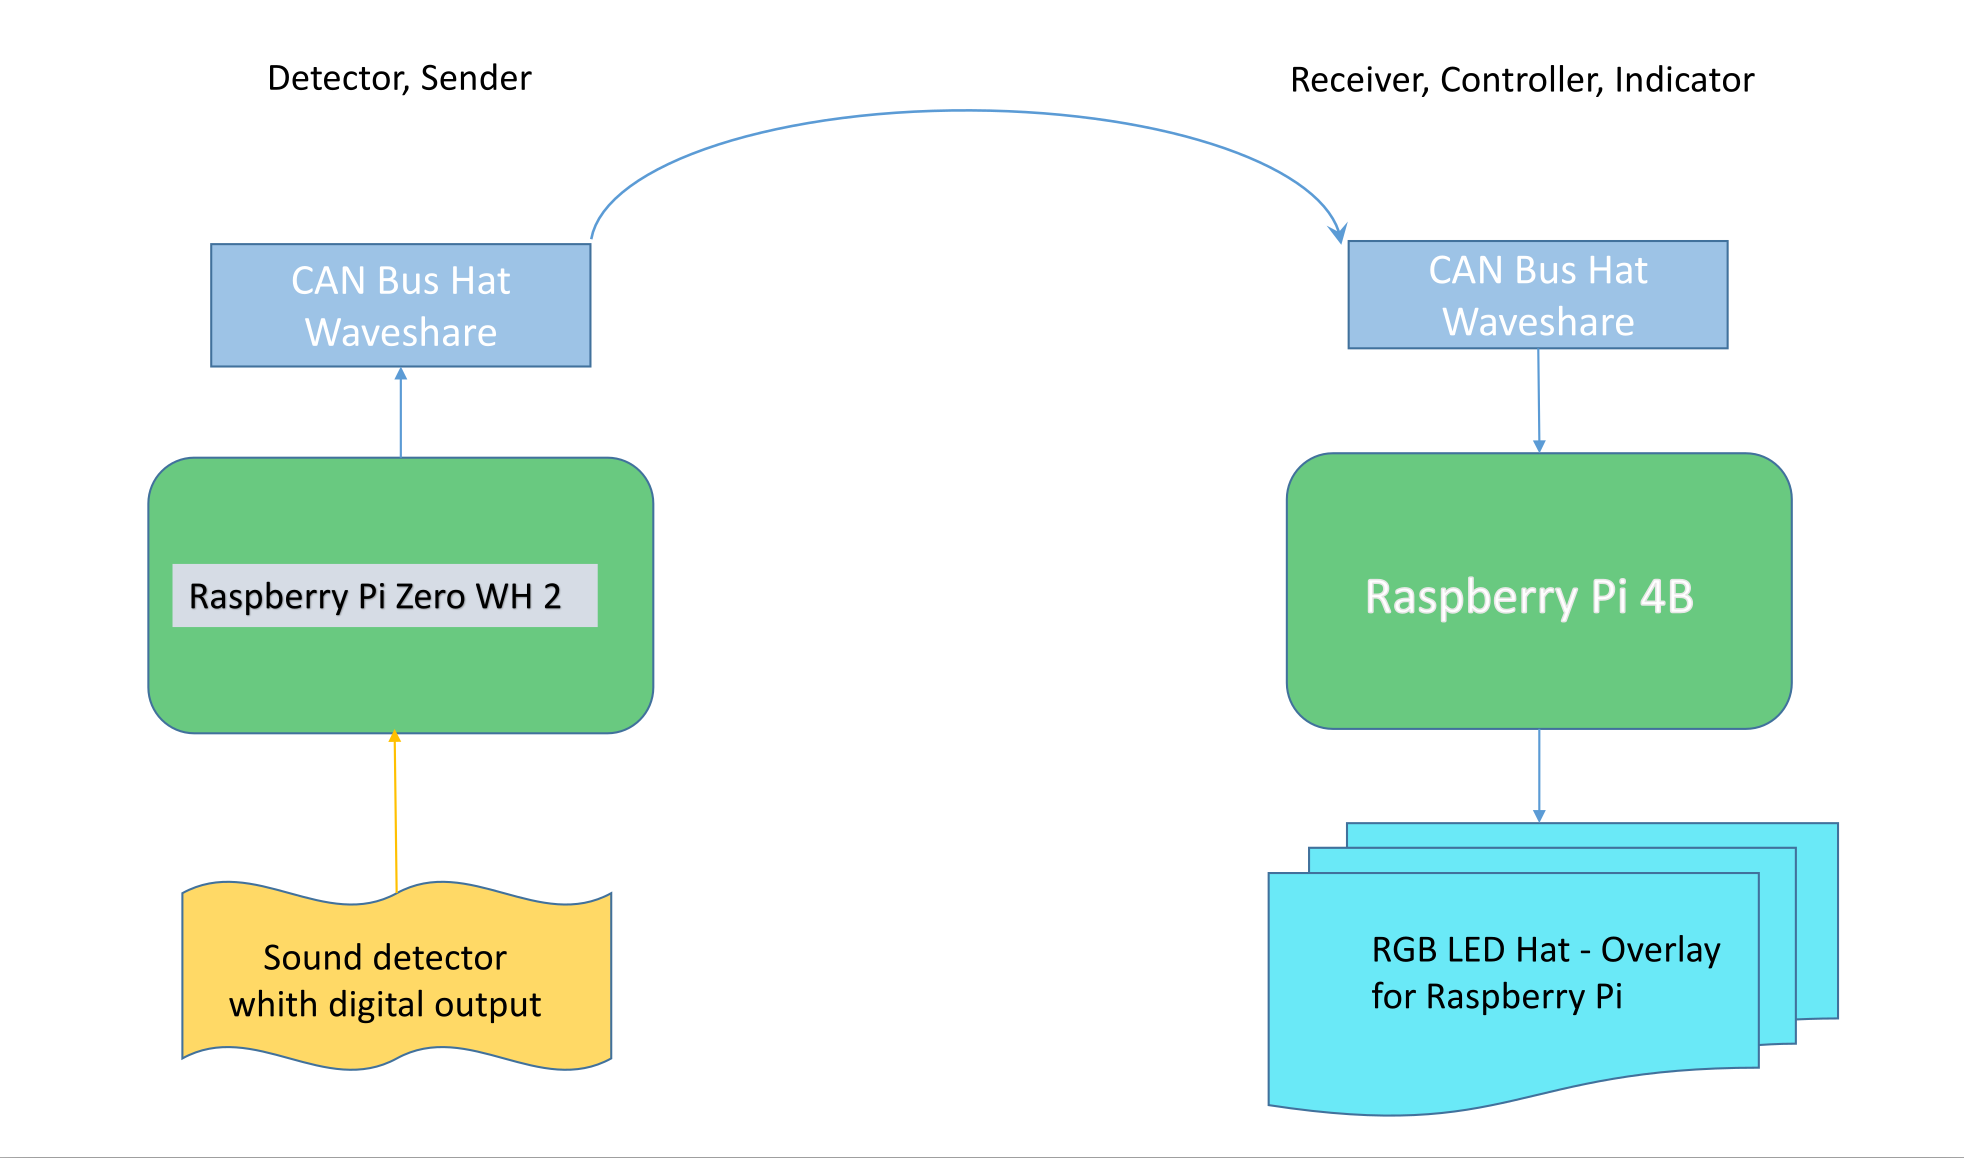 Detector, Sender
Receiver, Controller, Indicator
CAN Bus Hat
Waveshare
CAN Bus Hat
Waveshare
Raspberry Pi Zero WH 2
Raspberry Pi 4B
Sound detector
whith digital output
RGB LED Hat - Overlay
for Raspberry Pi